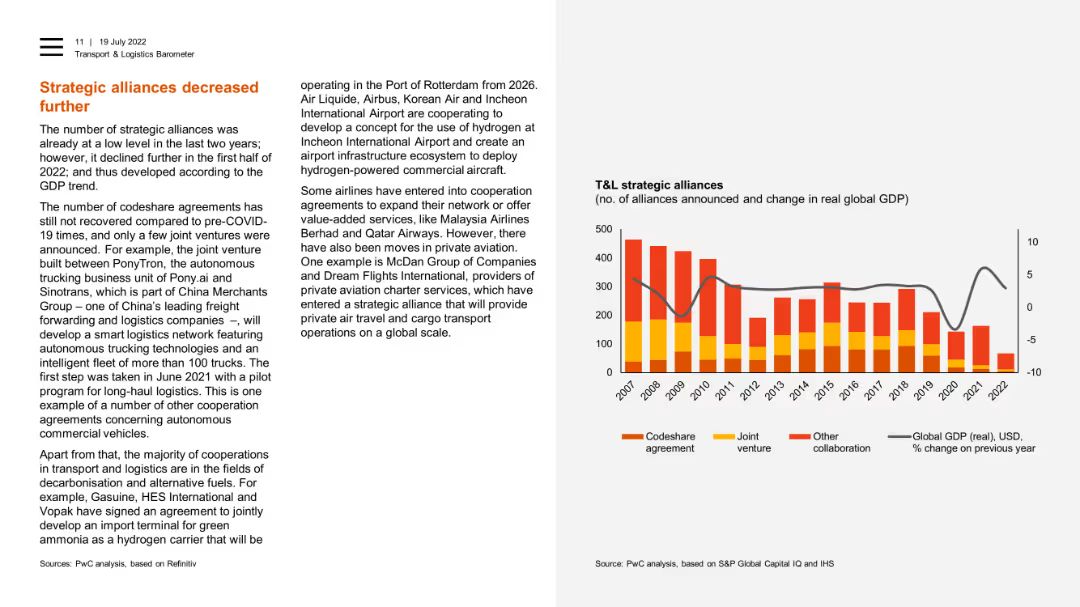 11 | 19 July 2022
Transport & Logistics Barometer
Strategic alliances decreased
further
The number of strategic alliances was
already at a low level in the last two years;
however, it declined further in the first half of
2022; and thus developed according to the
GDP trend.
The number of codeshare agreements has
still not recovered compared to pre-COVID-
19 times, and only a few joint ventures were
announced. For example, the joint venture
built between PonyTron, the autonomous
trucking business unit of Pony.ai and
Sinotrans, which is part of China Merchants
Group – one of China’s leading freight
forwarding and logistics companies –, will
develop a smart logistics network featuring
autonomous trucking technologies and an
intelligent fleet of more than 100 trucks. The
first step was taken in June 2021 with a pilot
program for long-haul logistics. This is one
example of a number of other cooperation
agreements concerning autonomous
commercial vehicles.
Apart from that, the majority of cooperations
in transport and logistics are in the fields of
decarbonisation and alternative fuels. For
example, Gasuine, HES International and
Vopak have signed an agreement to jointly
develop an import terminal for green
ammonia as a hydrogen carrier that will be
operating in the Port of Rotterdam from 2026.
Air Liquide, Airbus, Korean Air and Incheon
International Airport are cooperating to
develop a concept for the use of hydrogen at
Incheon International Airport and create an
airport infrastructure ecosystem to deploy
hydrogen-powered commercial aircraft.
Some airlines have entered into cooperation
agreements to expand their network or offer
value-added services, like Malaysia Airlines
Berhad and Qatar Airways. However, there
have also been moves in private aviation.
One example is McDan Group of Companies
and Dream Flights International, providers of
private aviation charter services, which have
entered a strategic alliance that will provide
private air travel and cargo transport
operations on a global scale.
Sources: PwC analysis, based on Refinitiv
T&L strategic alliances
(no. of alliances announced and change in real global GDP)
500
400
300
200
100
0
10
5
0
-5
-10
2007
2008
2009
2010
2011
2012
2013
2014
2015
2016
2017
2018
2019
2020
2021
2022
Codeshare
agreement
Joint
venture
Other
collaboration
Global GDP (real), USD,
% change on previous year
Source: PwC analysis, based on S&P Global Capital IQ and IHS